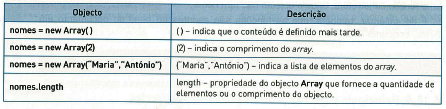 Objecto Descrição
nomes = new Array() () – indica que o conteúdo é definido mais tarde.
nomes = new Array(2) (2) – indica o comprimento do array.
nomes = new Array("Maria","António") ("Maria","António") – indica a lista de elementos do array.
nomes.length length – propriedade do objecto Array que fornece a quantidade de
elementos ou o comprimento do objecto.